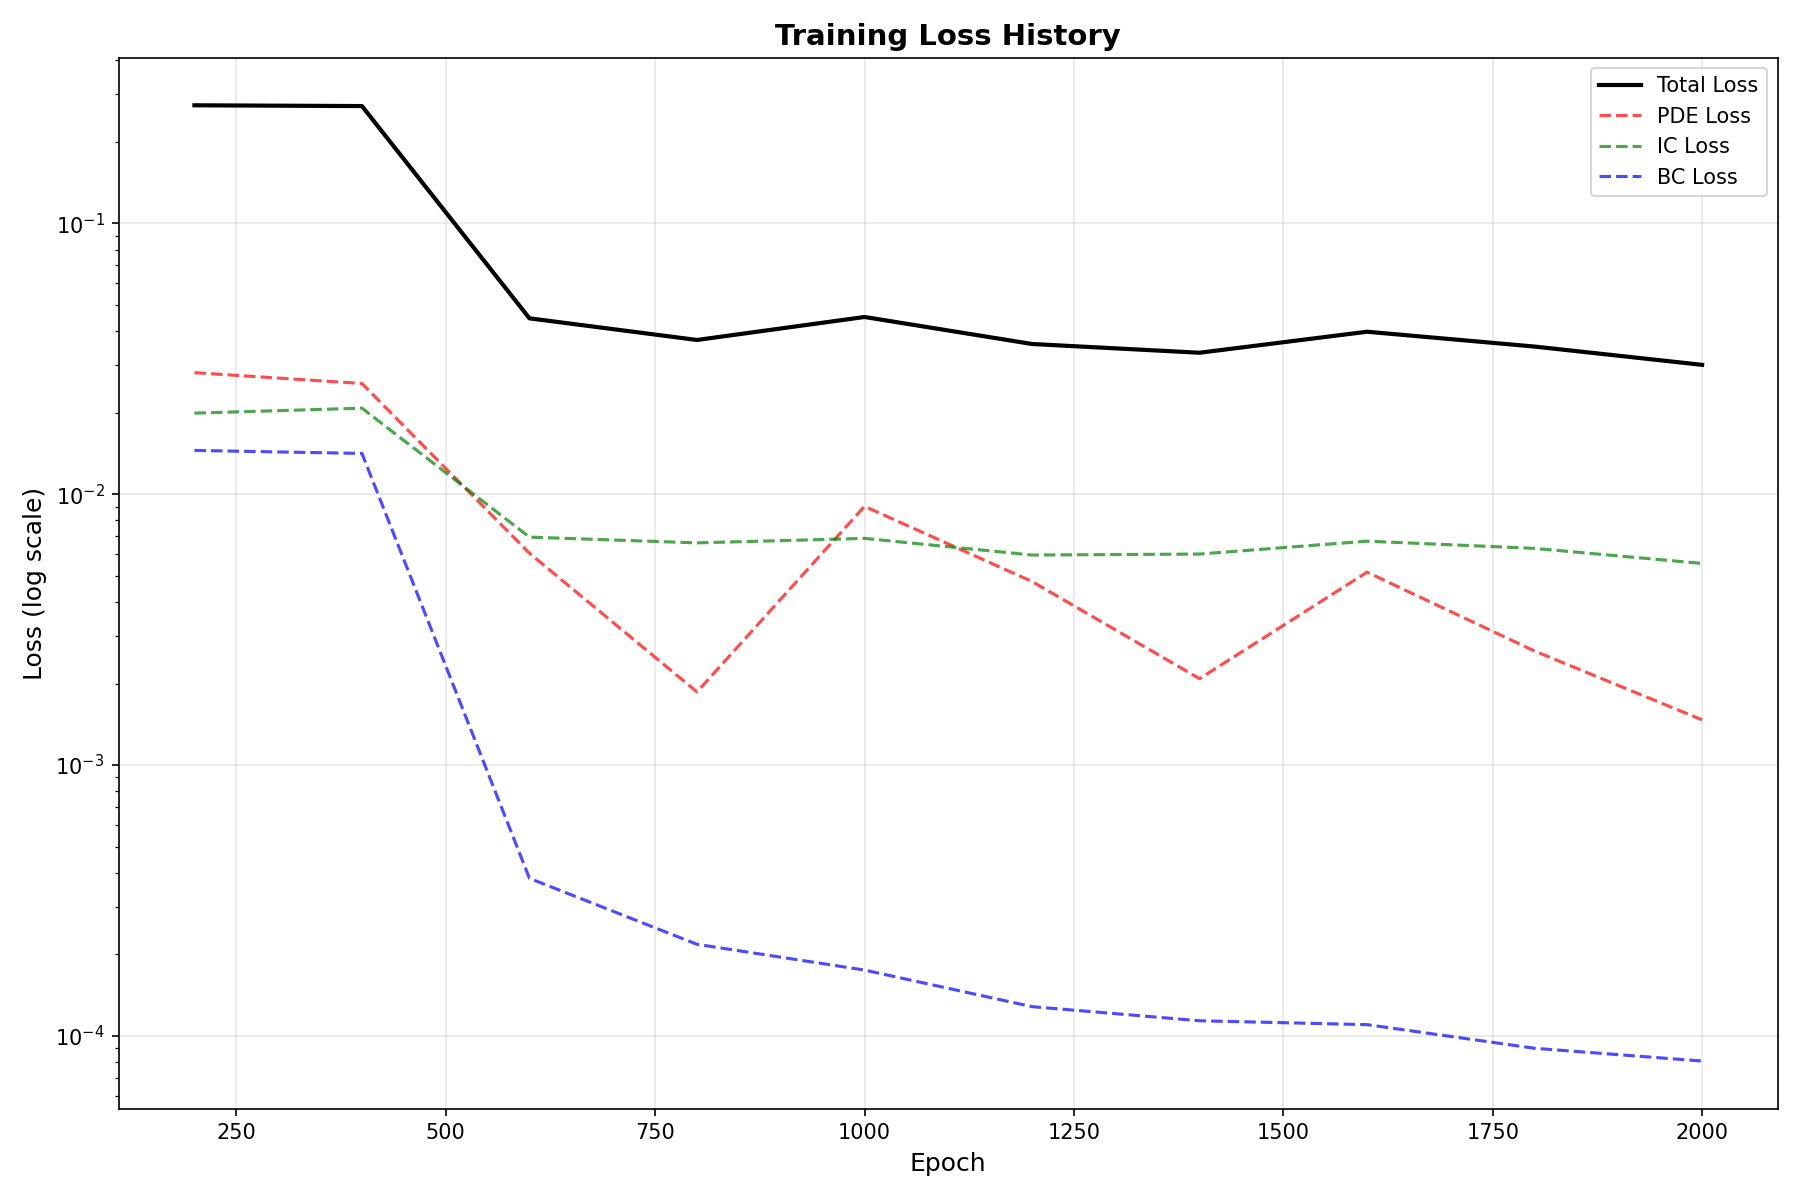 Training Loss History
Total Loss
PDE Loss
IC Loss
BC Loss
Loss (log scale)
10⁻¹
10⁻²
10⁻³
10⁻⁴
250 500 750 1000 1250 1500 1750 2000
Epoch